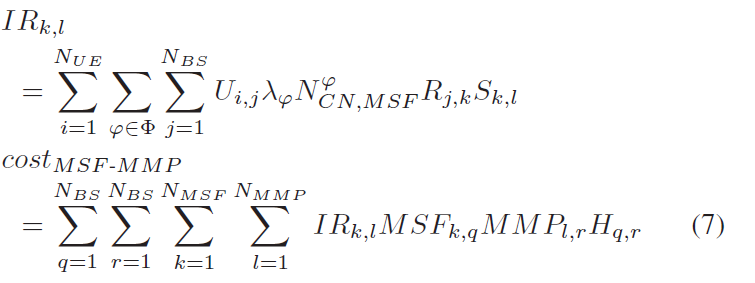 IR_{k,l}
= \sum_{i=1}^{N_{UE}} \sum_{\varphi \in \Phi} \sum_{j=1}^{N_{BS}} U_{i,j} \lambda_{\varphi} N_{CN,MSF}^{\varphi} R_{j,k} S_{k,l}
cost_{MSF-MMP}
= \sum_{q=1}^{N_{BS}} \sum_{r=1}^{N_{BS}} \sum_{k=1}^{N_{MSF}} \sum_{l=1}^{N_{MMP}} IR_{k,l} MSF_{k,q} MMP_{l,r} H_{q,r} (7)